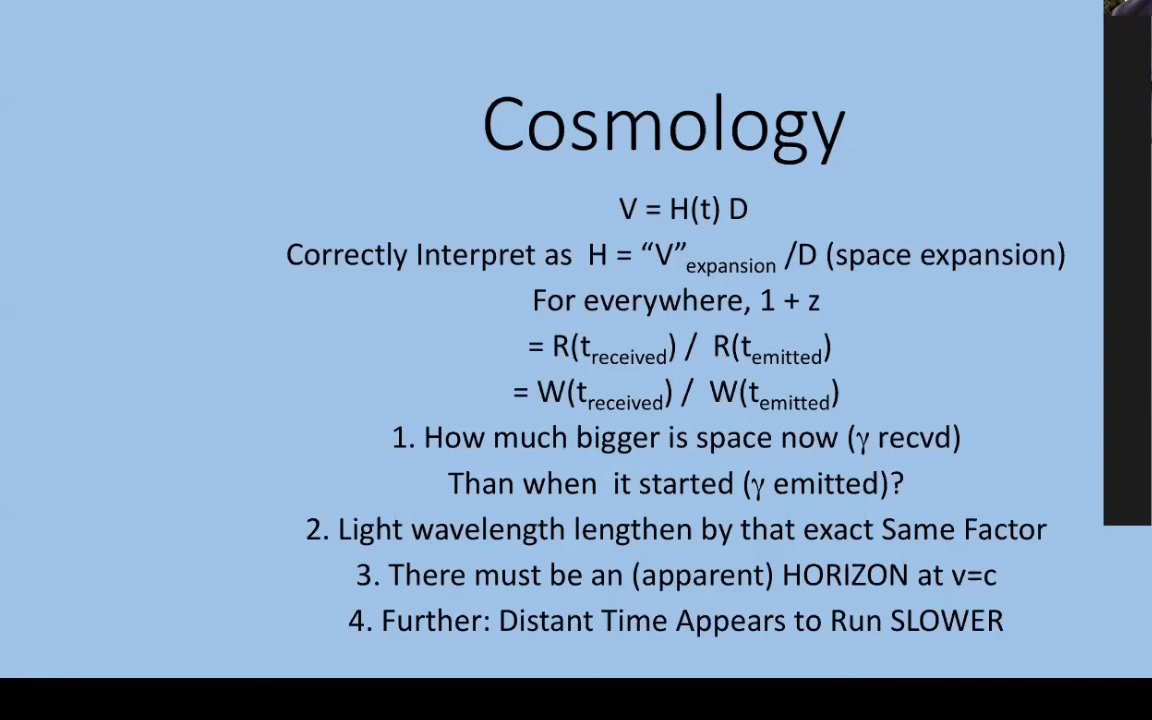 Cosmology
V = H(t) D
Correctly Interpret as H = “V”expansion /D (space expansion)
For everywhere, 1 + z
= R(treceived) / R(temitted)
= W(treceived) / W(temitted)
1. How much bigger is space now (γ recvd)
Than when it started (γ emitted)?
2. Light wavelength lengthen by that exact Same Factor
3. There must be an (apparent) HORIZON at v=c
4. Further: Distant Time Appears to Run SLOWER